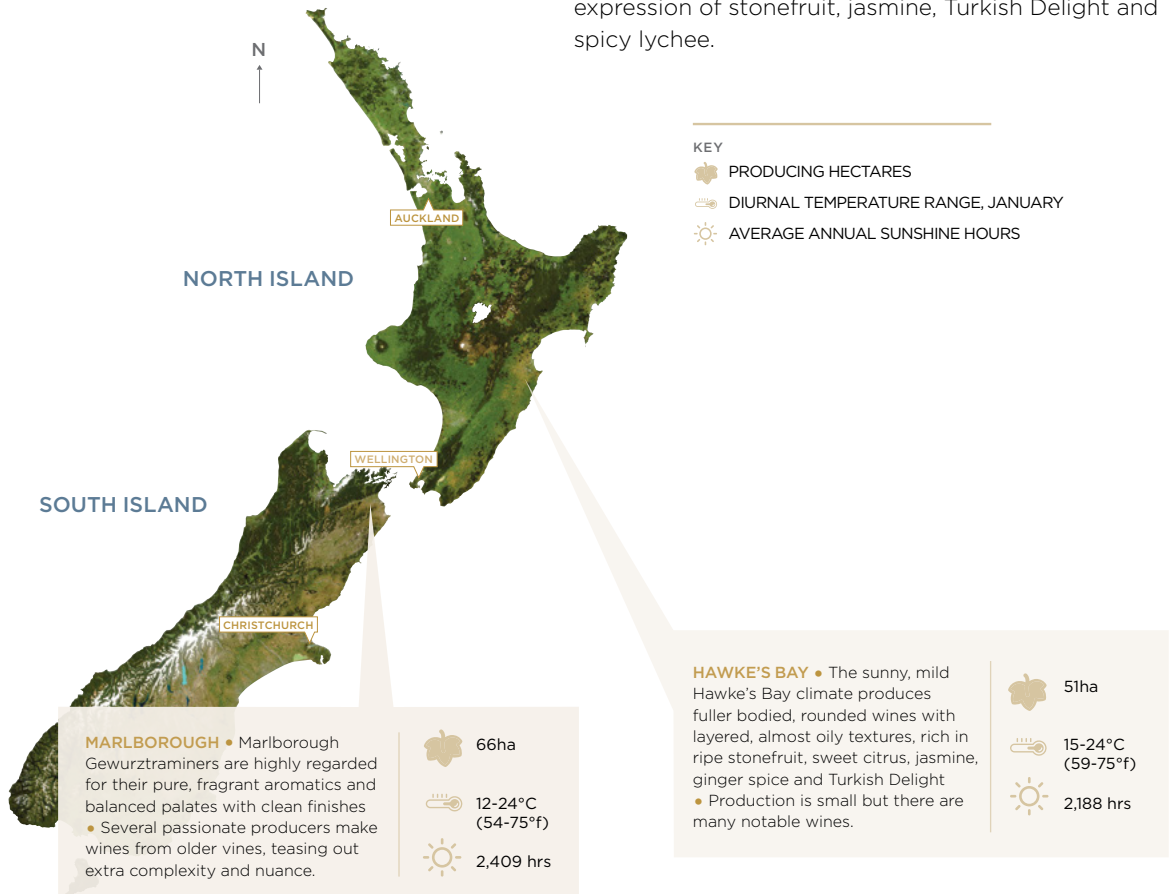 expression of stonefruit, jasmine, Turkish Delight and
spicy lychee.
N
KEY
PRODUCING HECTARES
DIURNAL TEMPERATURE RANGE, JANUARY
AVERAGE ANNUAL SUNSHINE HOURS
AUCKLAND
NORTH ISLAND
WELLINGTON
SOUTH ISLAND
CHRISTCHURCH
HAWKE'S BAY • The sunny, mild
Hawke's Bay climate produces
fuller bodied, rounded wines with
layered, almost oily textures, rich in
ripe stonefruit, sweet citrus, jasmine,
ginger spice and Turkish Delight
• Production is small but there are
many notable wines.
51ha
15-24°C
(59-75°f)
2,188 hrs
MARLBOROUGH • Marlborough
Gewurztraminers are highly regarded
for their pure, fragrant aromatics and
balanced palates with clean finishes
• Several passionate producers make
wines from older vines, teasing out
extra complexity and nuance.
66ha
12-24°C
(54-75°f)
2,409 hrs